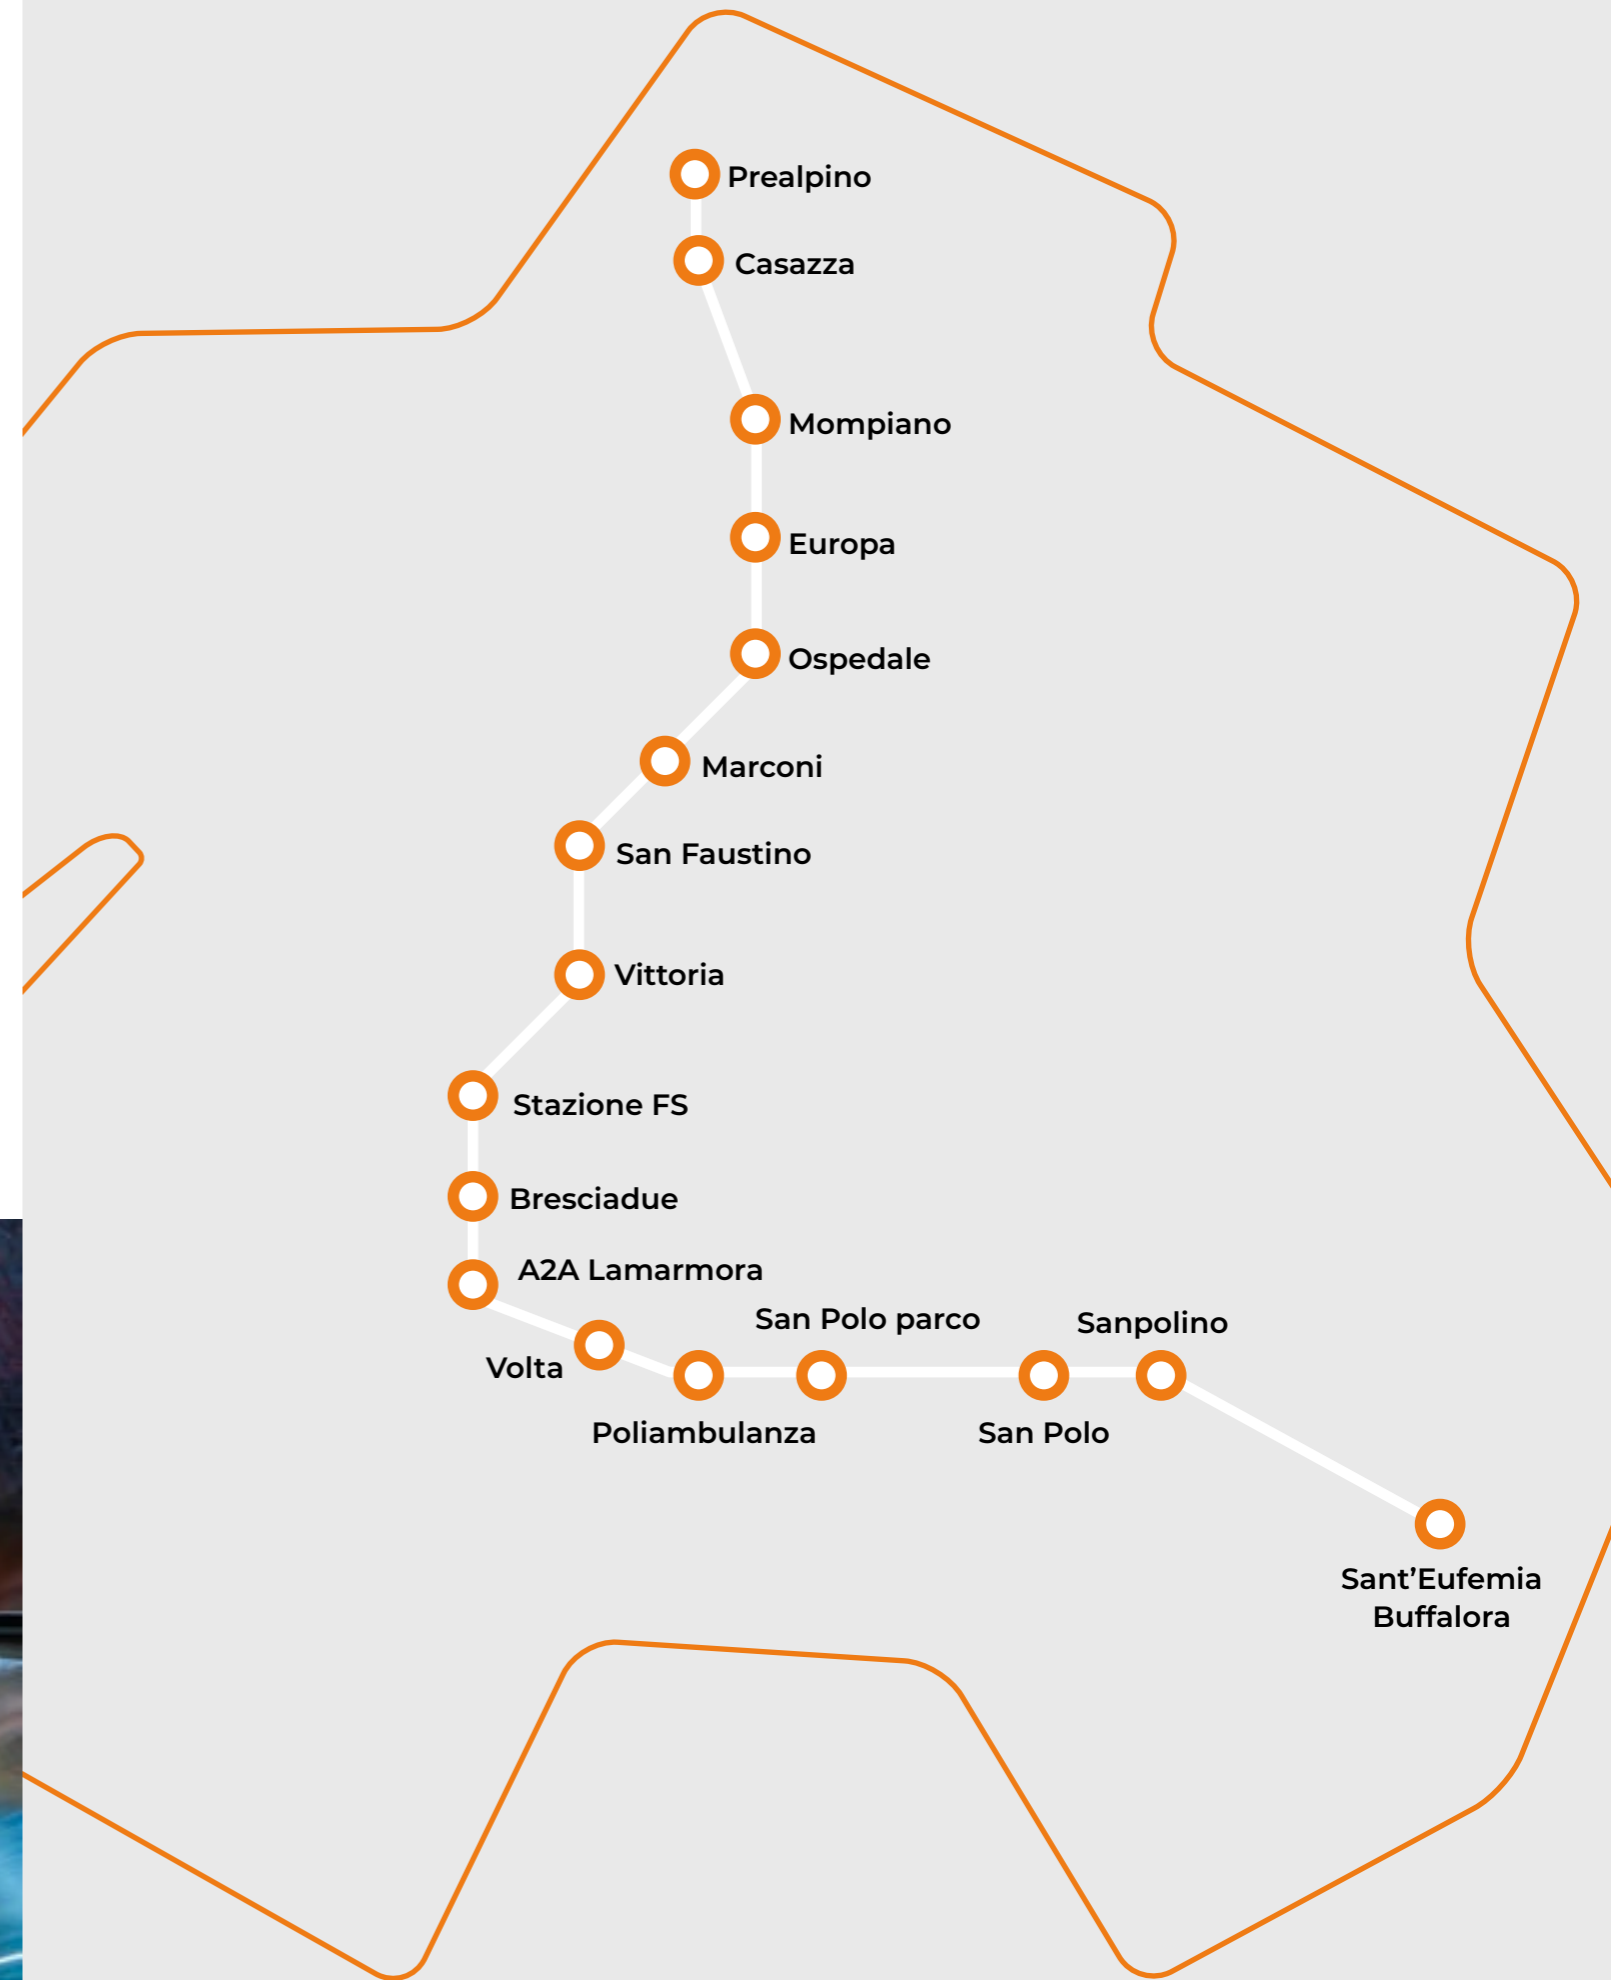 Prealpino
Casazza
Mompiano
Europa
Ospedale
Marconi
San Faustino
Vittoria
Stazione FS
Bresciadue
A2A Lamarmora
San Polo parco
Sanpolino
Volta
Poliambulanza
San Polo
Sant’Eufemia
Buffalora